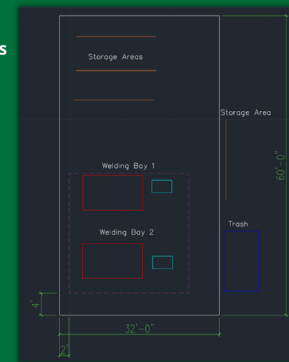 s
Storage Areas
Storage Area
Welding Bay 1
60'-0"
Trash
Welding Bay 2
4'
32'-0"
2'